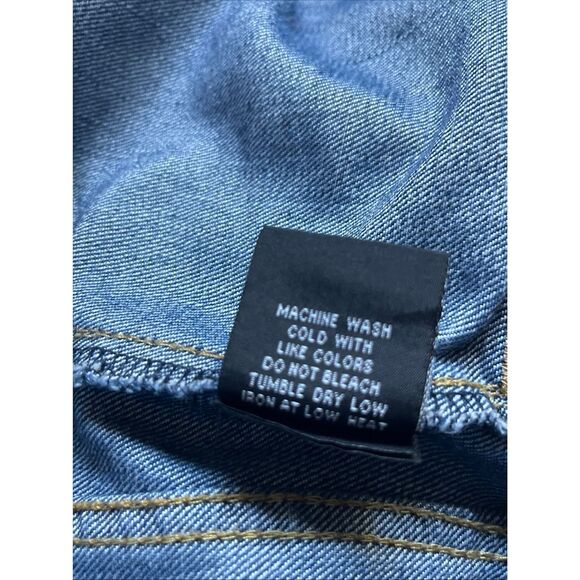 MACHINE WASH
COLD WITH
LIKE COLORS
DO NOT BLEACH
TUMBLE DRY LOW
IRON AT LOW HEAT